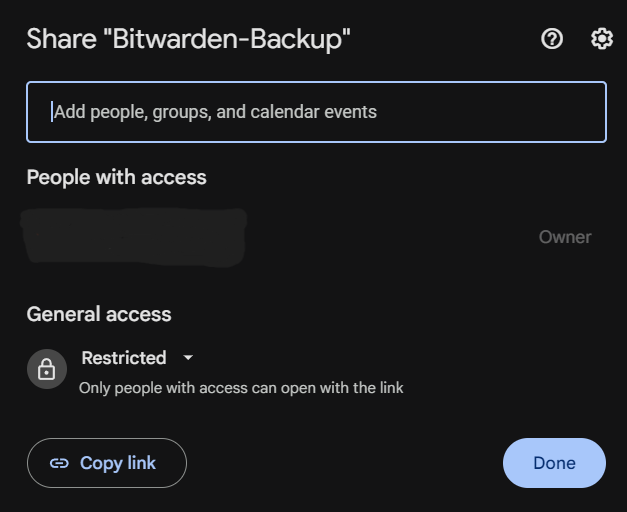 Share "Bitwarden-Backup"
Add people, groups, and calendar events
People with access
Owner
General access
Restricted
Only people with access can open with the link
Copy link
Done